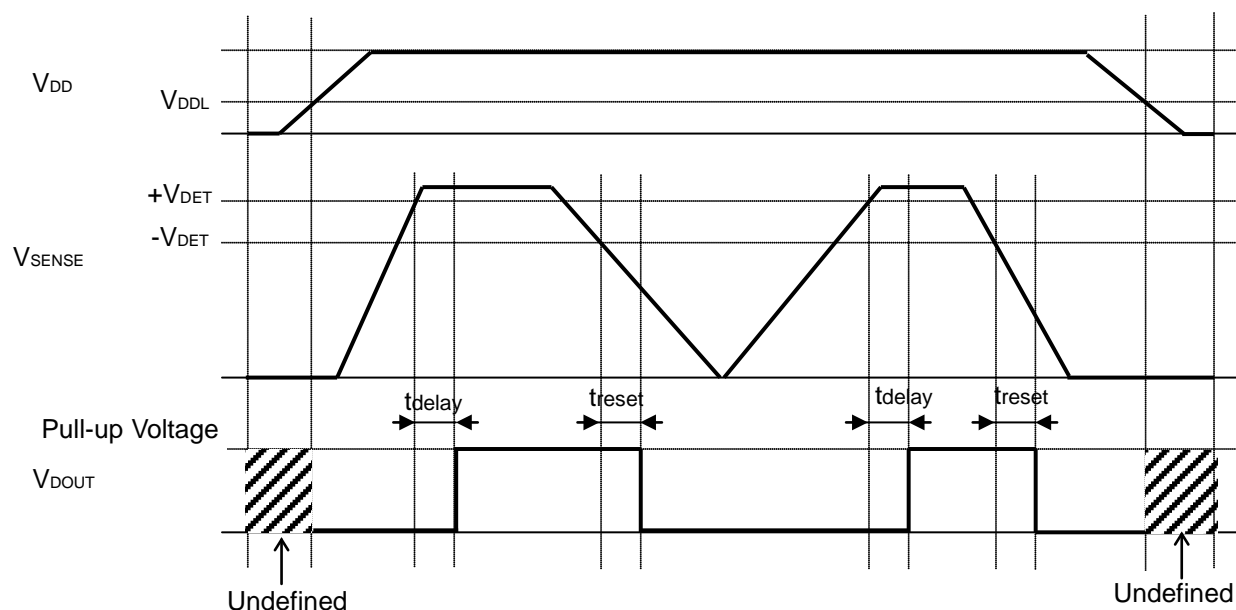 VDD
VDDL
+VDET
-VDET
VSENSE
tdelay
treset
tdelay
treset
Pull-up Voltage
VDOUT
Undefined
Undefined